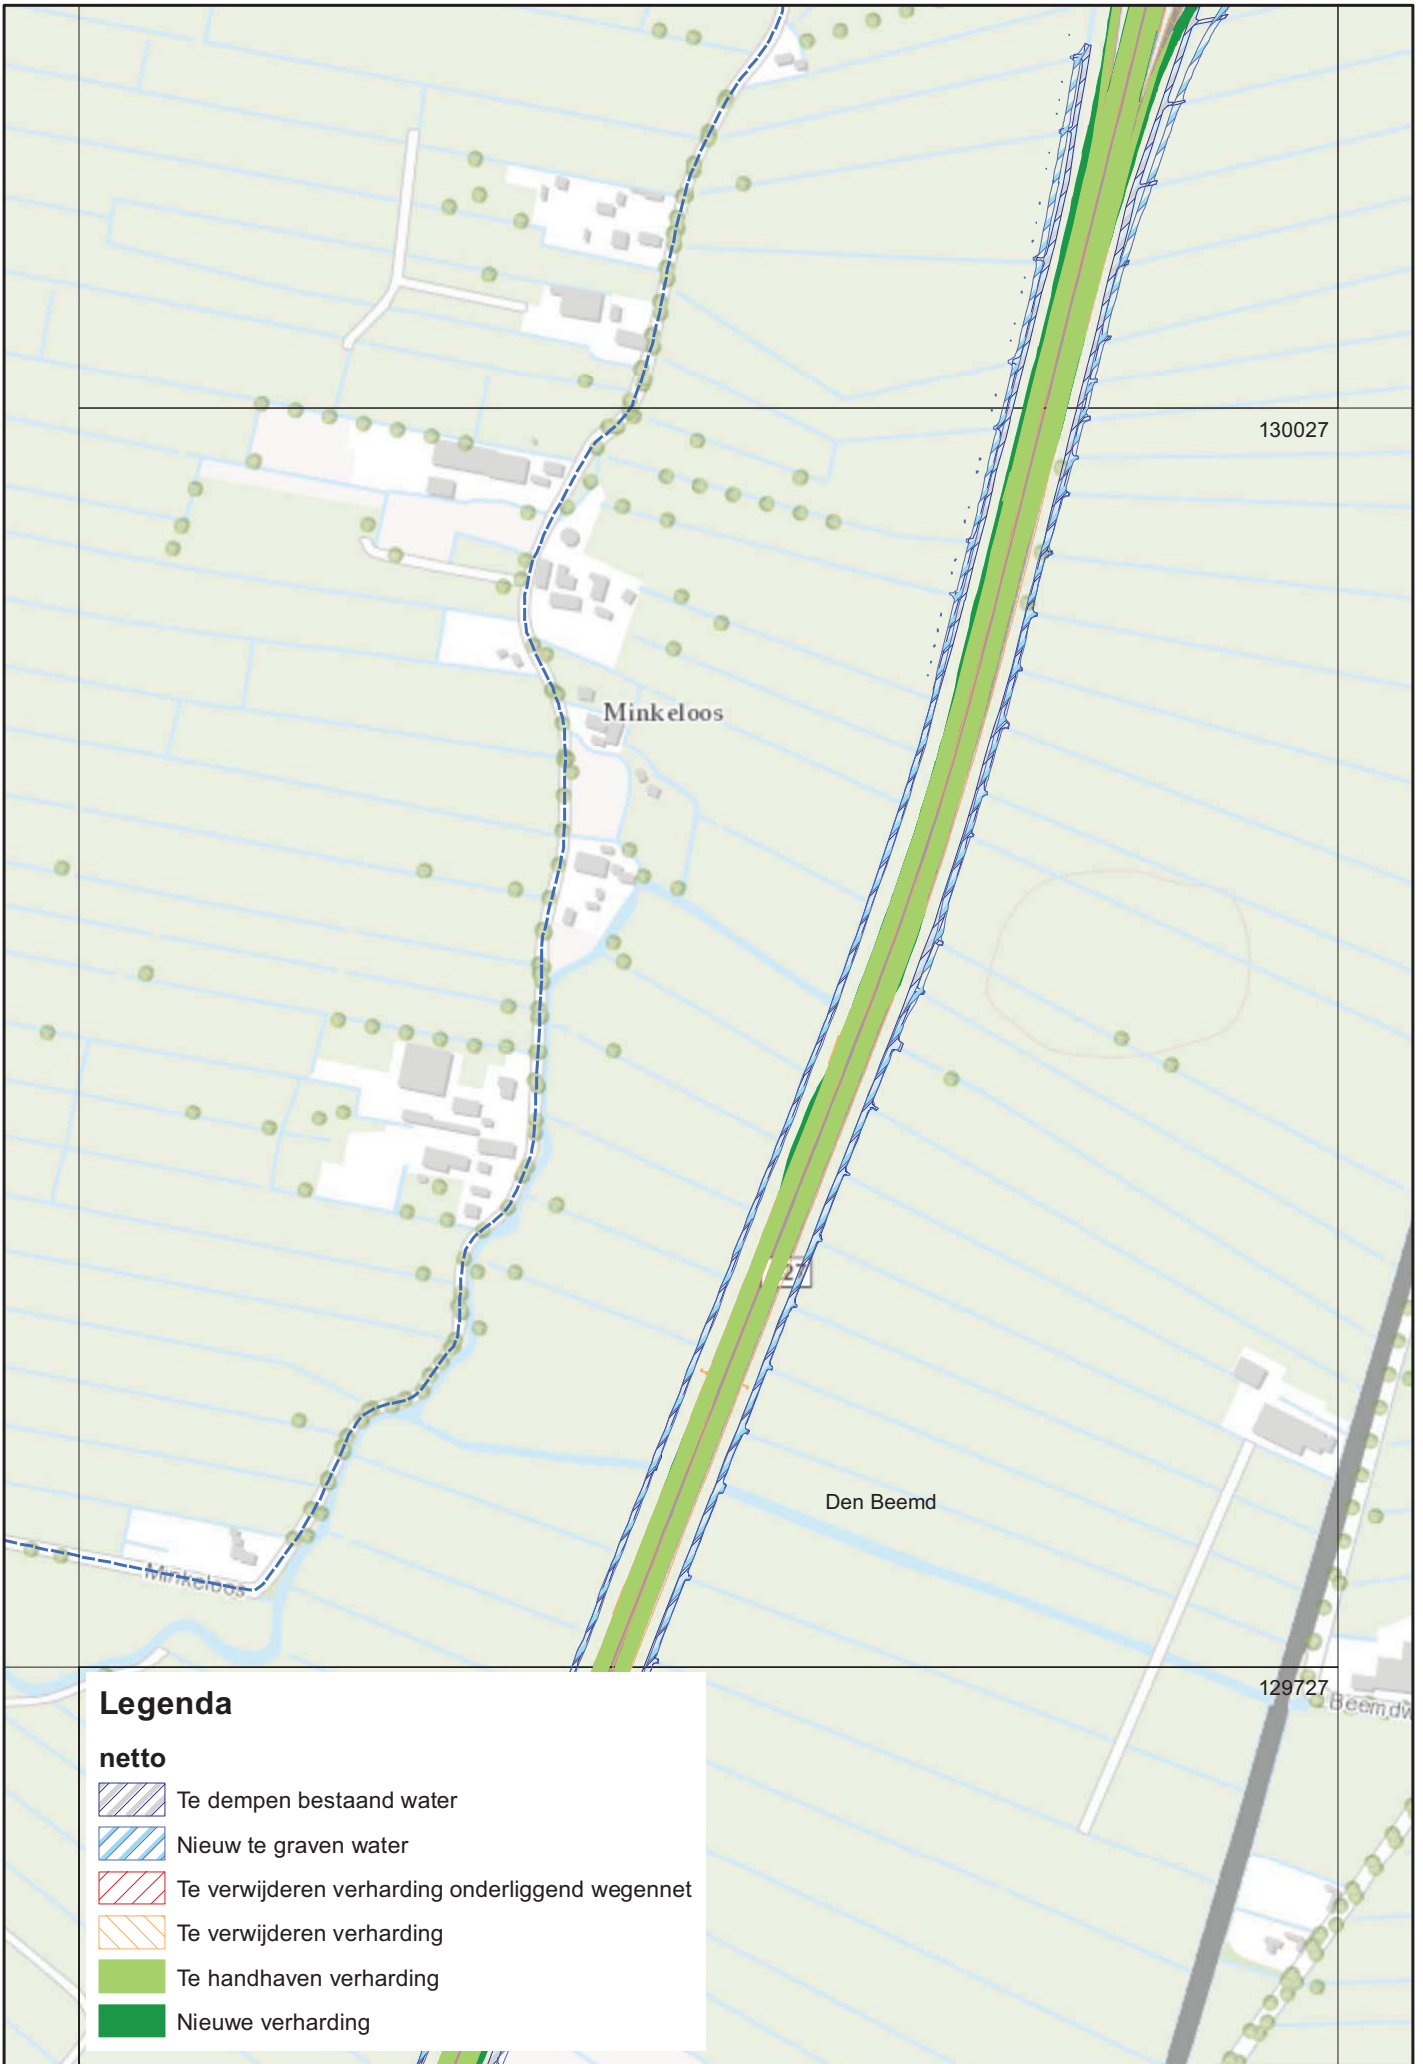 130027
Minkeloos
27
Den Beemd
Minkeloos
129727
Legenda
netto
Te dempen bestaand water
Nieuw te graven water
Te verwijderen verharding onderliggend wegennet
Te verwijderen verharding
Te handhaven verharding
Nieuwe verharding